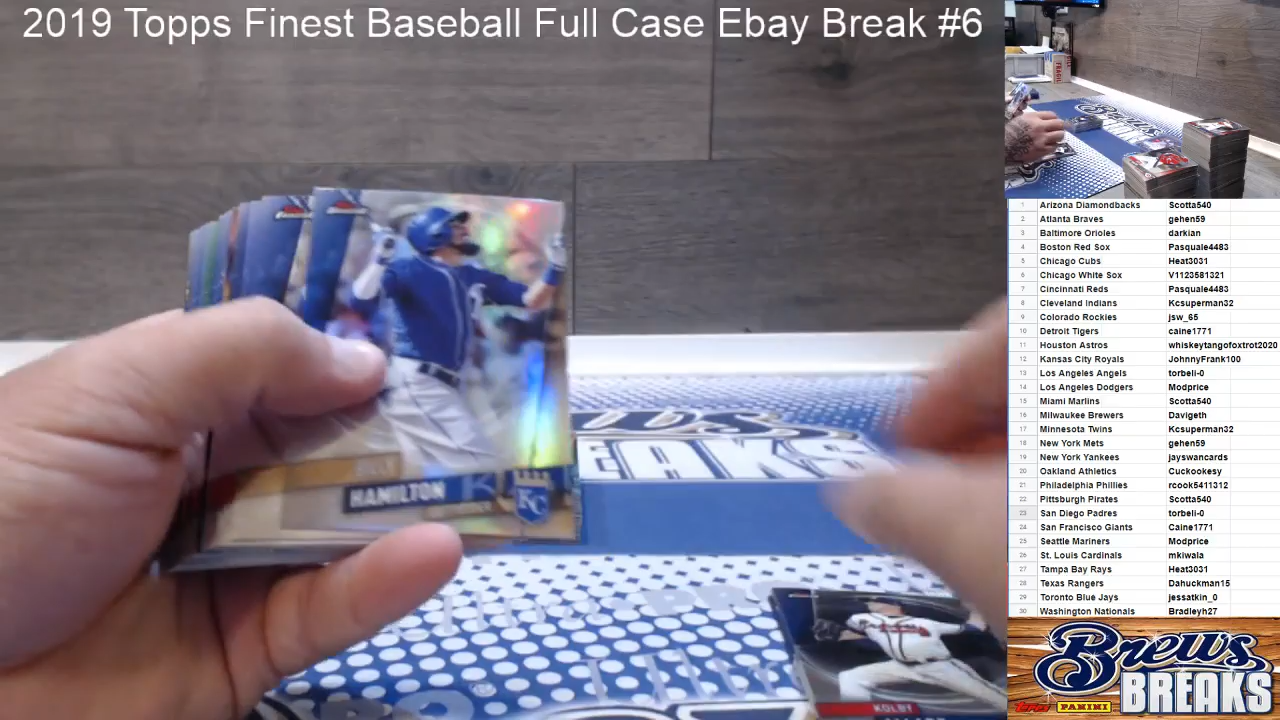 2019 Topps Finest Baseball Full Case Ebay Break #6
FRAGILE
HAMILTON
KC
EAKS
KOLBY
1 Arizona Diamondbacks Scotta540
2 Atlanta Braves gehen59
3 Baltimore Orioles darkian
4 Boston Red Sox Pasquale4483
5 Chicago Cubs Heat3031
6 Chicago White Sox V1123581321
7 Cincinnati Reds Pasquale4483
8 Cleveland Indians Kcsuperman32
9 Colorado Rockies jsw_65
10 Detroit Tigers caine1771
11 Houston Astros whiskeytangofoxtrot2020
12 Kansas City Royals JohnnyFrank100
13 Los Angeles Angels torbeli-0
14 Los Angeles Dodgers Modprice
15 Miami Marlins Scotta540
16 Milwaukee Brewers Davigeth
17 Minnesota Twins Kcsuperman32
18 New York Mets gehen59
19 New York Yankees jayswancards
20 Oakland Athletics Cuckookesy
21 Philadelphia Phillies rcook5411312
22 Pittsburgh Pirates Scotta540
23 San Diego Padres torbeli-0
24 San Francisco Giants Caine1771
25 Seattle Mariners Modprice
26 St. Louis Cardinals mkiwala
27 Tampa Bay Rays Heat3031
28 Texas Rangers Dahuckman15
29 Toronto Blue Jays jessatkin_0
30 Washington Nationals Bradleyh27
Brews
BREAKS
Topps PANINI